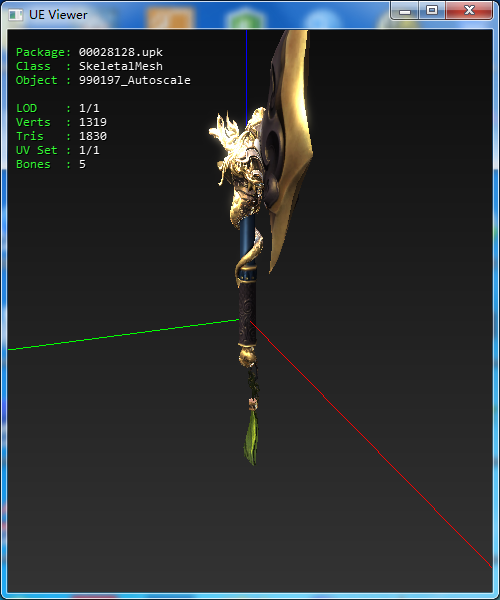 UE Viewer
Package: 00028128.upk
Class  : SkeletalMesh
Object : 990197_Autoscale
LOD    : 1/1
Verts  : 1319
Tris   : 1830
UV Set : 1/1
Bones  : 5